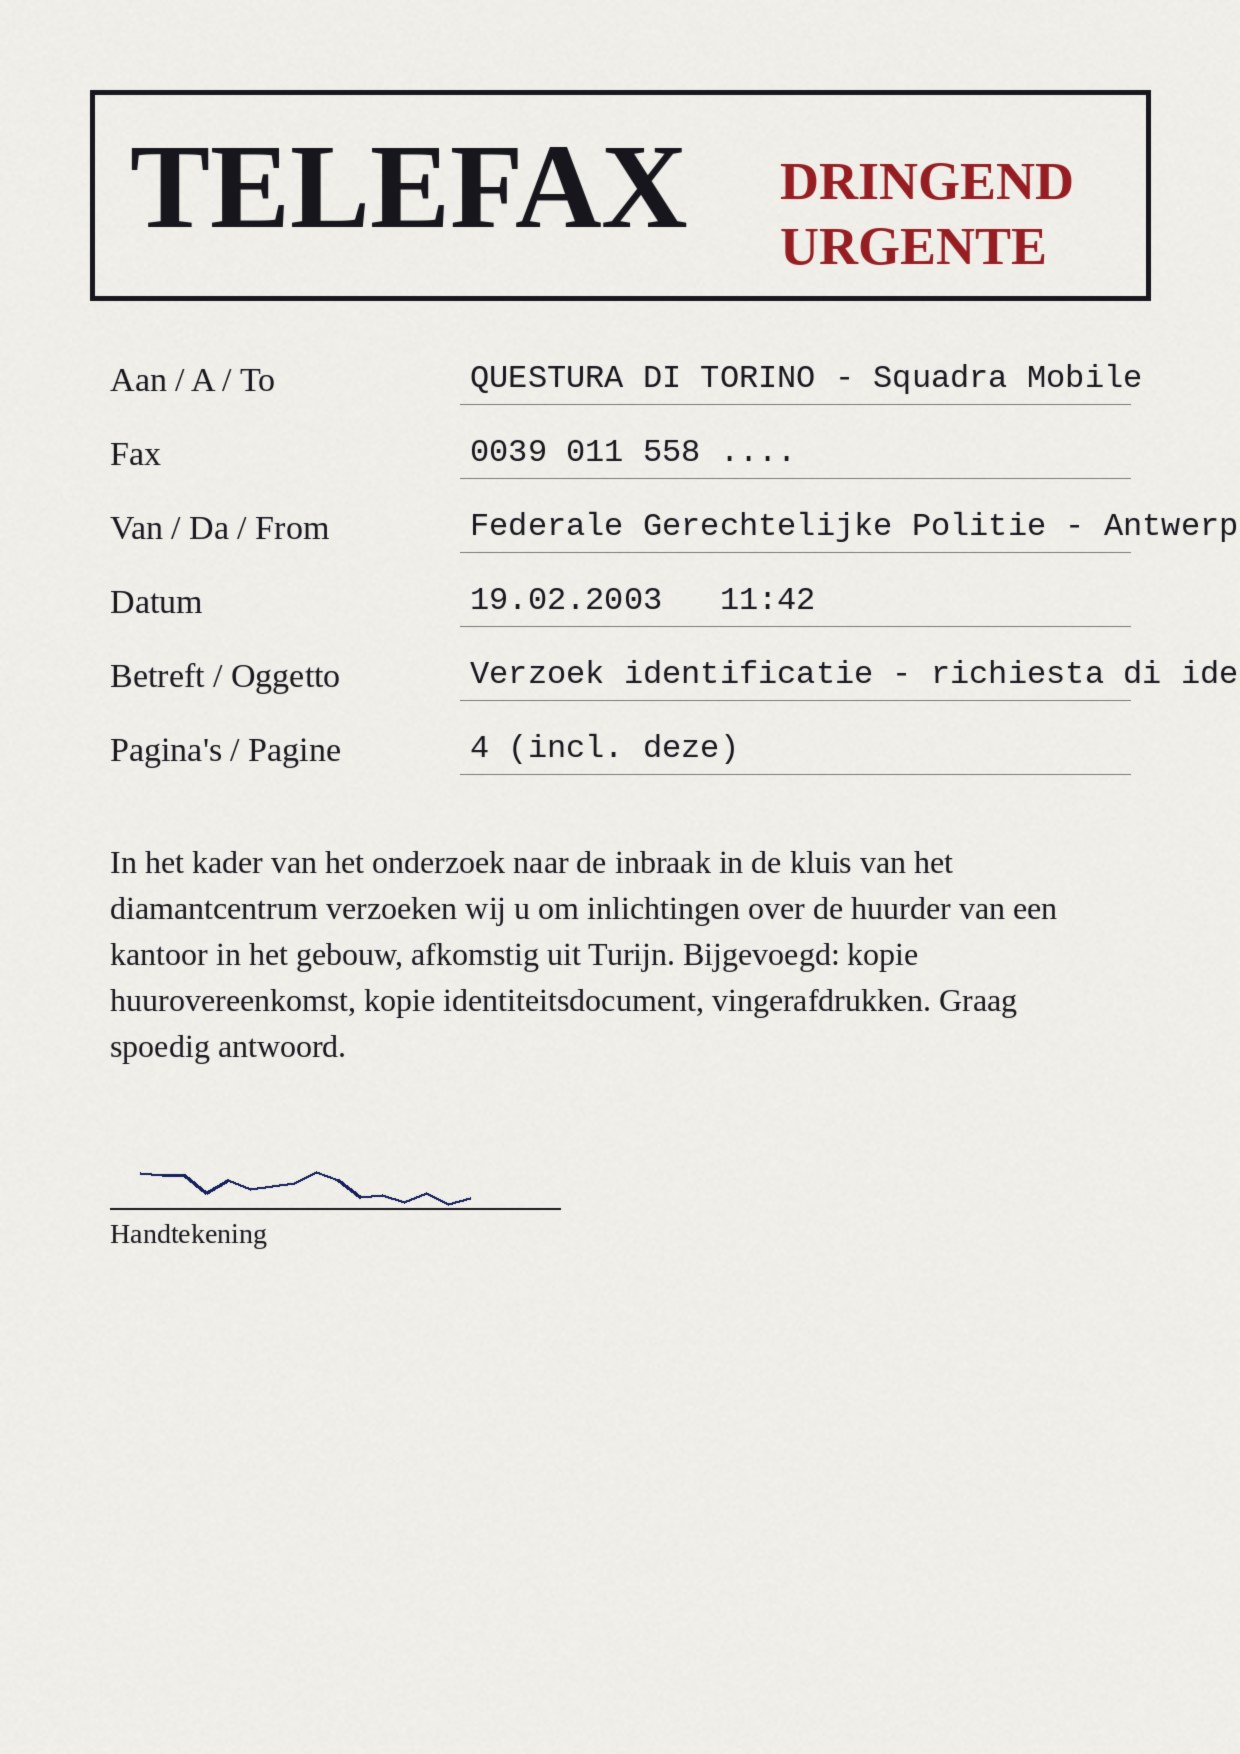 TELEFAX
DRINGEND
URGENTE
Aan / A / To QUESTURA DI TORINO - Squadra Mobile
Fax 0039 011 558 ....
Van / Da / From Federale Gerechtelijke Politie - Antwerp
Datum 19.02.2003 11:42
Betreft / Oggetto Verzoek identificatie - richiesta di ide
Pagina's / Pagine 4 (incl. deze)
In het kader van het onderzoek naar de inbraak in de kluis van het
diamantcentrum verzoeken wij u om inlichtingen over de huurder van een
kantoor in het gebouw, afkomstig uit Turijn. Bijgevoegd: kopie
huurovereenkomst, kopie identiteitsdocument, vingerafdrukken. Graag
spoedig antwoord.
Handtekening